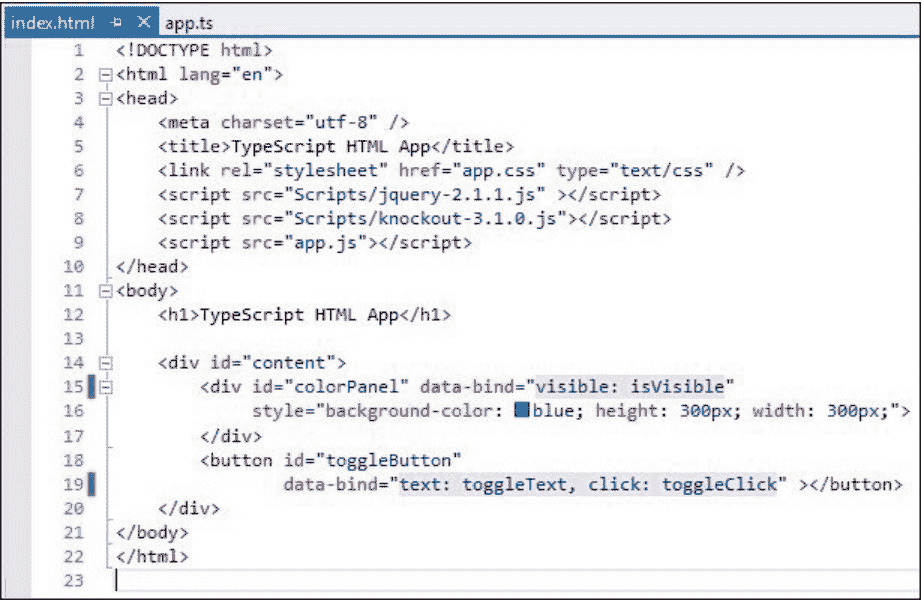 index.html app.ts
1 <!DOCTYPE html>
2 <html lang="en">
3 <head>
4     <meta charset="utf-8" />
5     <title>TypeScript HTML App</title>
6     <link rel="stylesheet" href="app.css" type="text/css" />
7     <script src="Scripts/jquery-2.1.1.js" ></script>
8     <script src="Scripts/knockout-3.1.0.js"></script>
9     <script src="app.js"></script>
10 </head>
11 <body>
12     <h1>TypeScript HTML App</h1>
13
14     <div id="content">
15         <div id="colorPanel" data-bind="visible: isVisible"
16              style="background-color: blue; height: 300px; width: 300px;">
17         </div>
18         <button id="toggleButton"
19                 data-bind="text: toggleText, click: toggleClick" ></button>
20     </div>
21 </body>
22 </html>
23